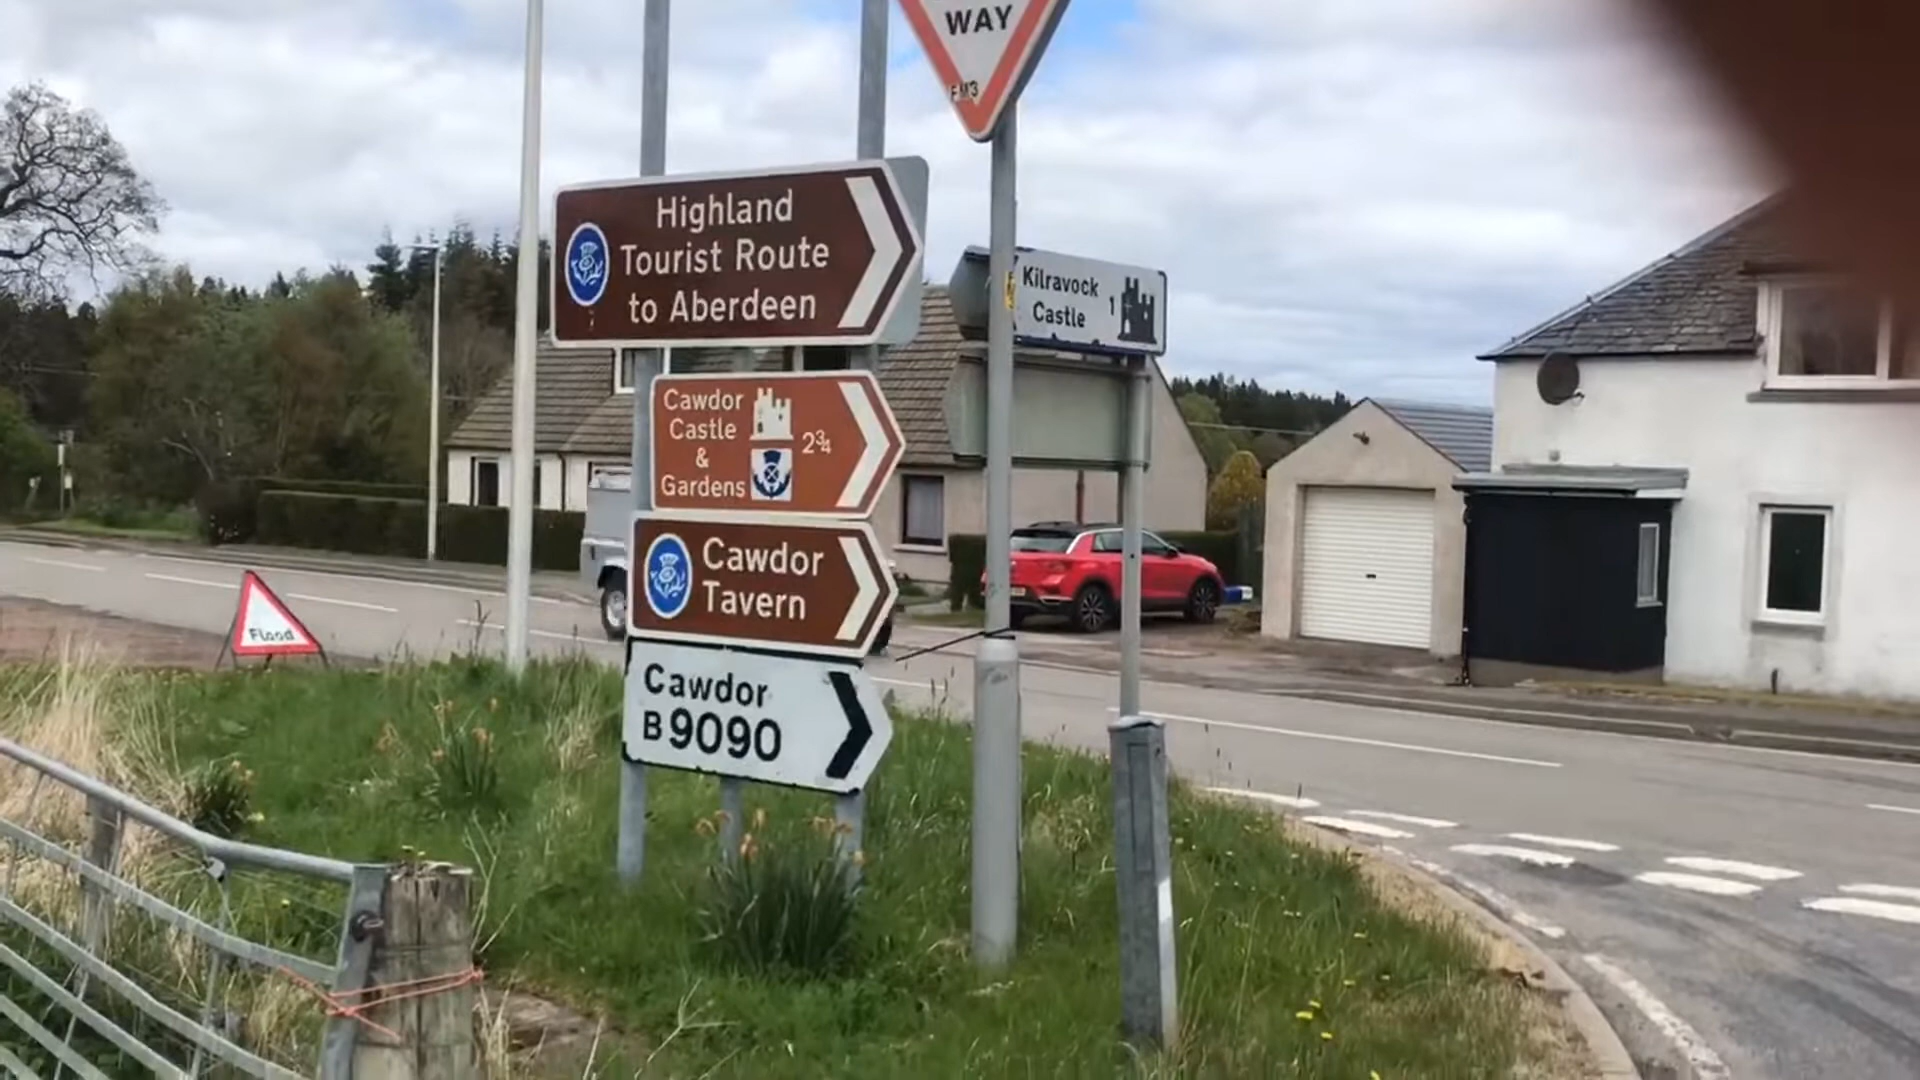 WAY
FM3
Highland
Tourist Route
to Aberdeen
Kilravock
Castle
1
Cawdor
Castle
&
Gardens
2¾
Cawdor
Tavern
Flood
Cawdor
B9090